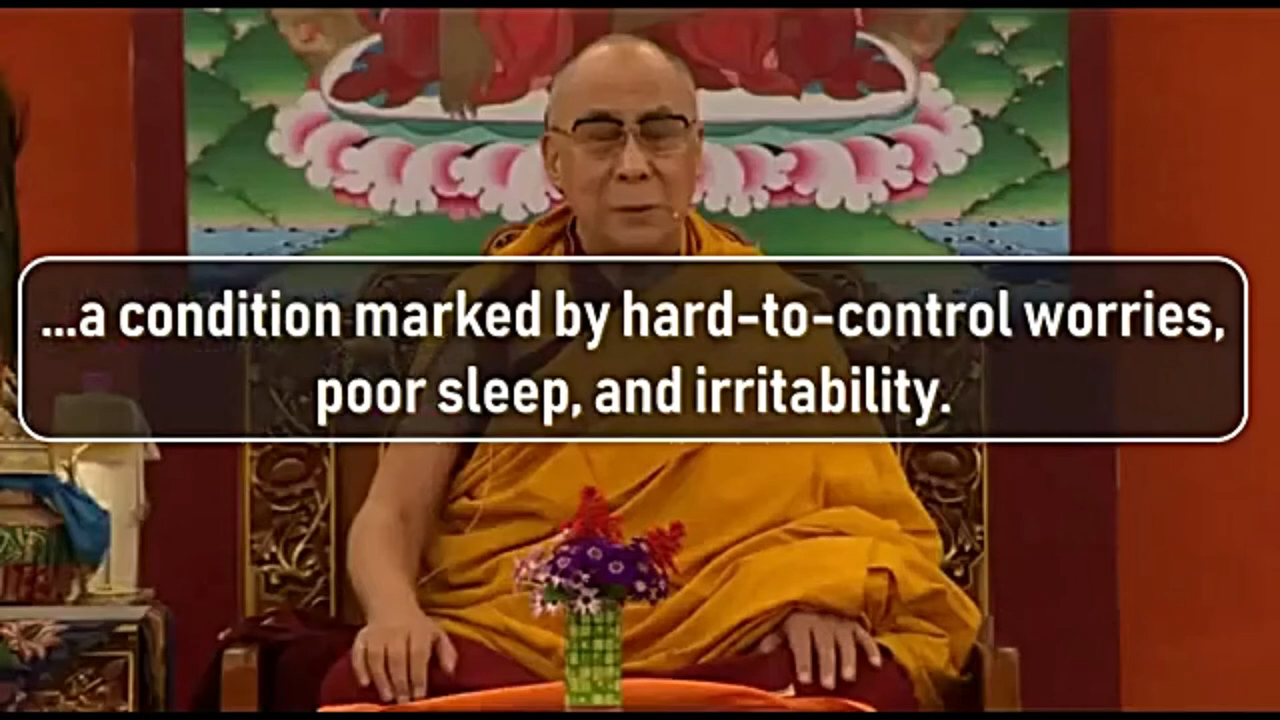 ...a condition marked by hard-to-control worries,
poor sleep, and irritability.